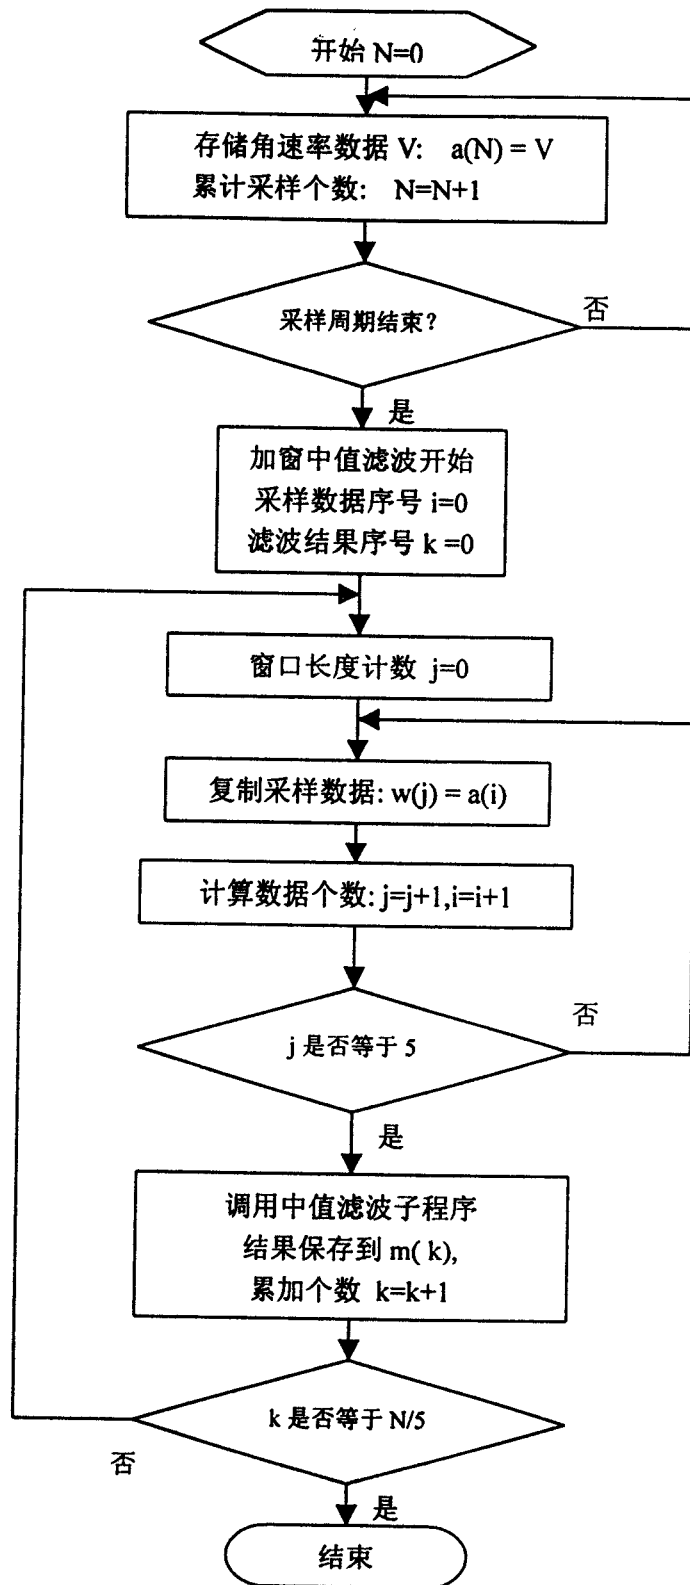 开始 N=0
存储角速率数据 V: a(N) = V
累计采样个数: N=N+1
采样周期结束?
否
是
加窗中值滤波开始
采样数据序号 i=0
滤波结果序号 k =0
窗口长度计数 j=0
复制采样数据: w(j) = a(i)
计算数据个数: j=j+1,i=i+1
j 是否等于 5
否
是
调用中值滤波子程序
结果保存到 m( k),
累加个数 k=k+1
k 是否等于 N/5
否
是
结束